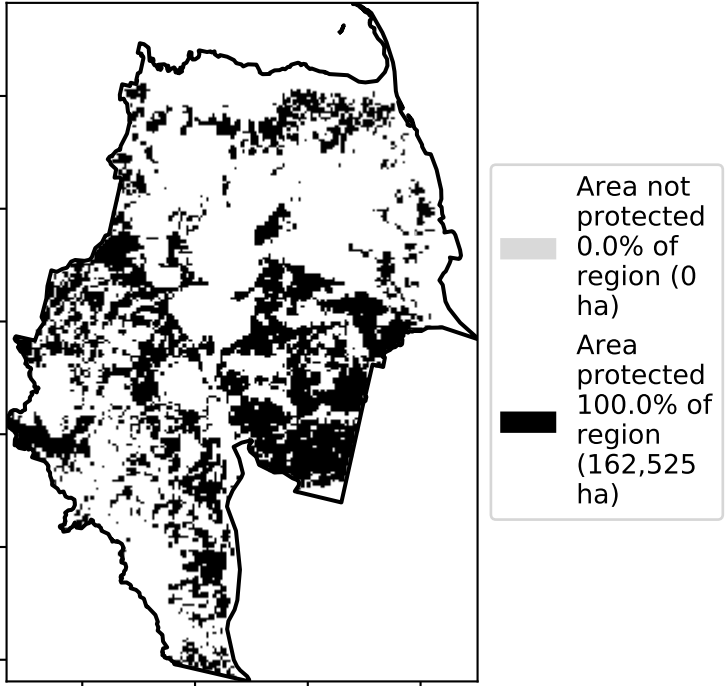 Area not
protected
0.0% of
region (0
ha)
Area
protected
100.0% of
region
(162,525
ha)